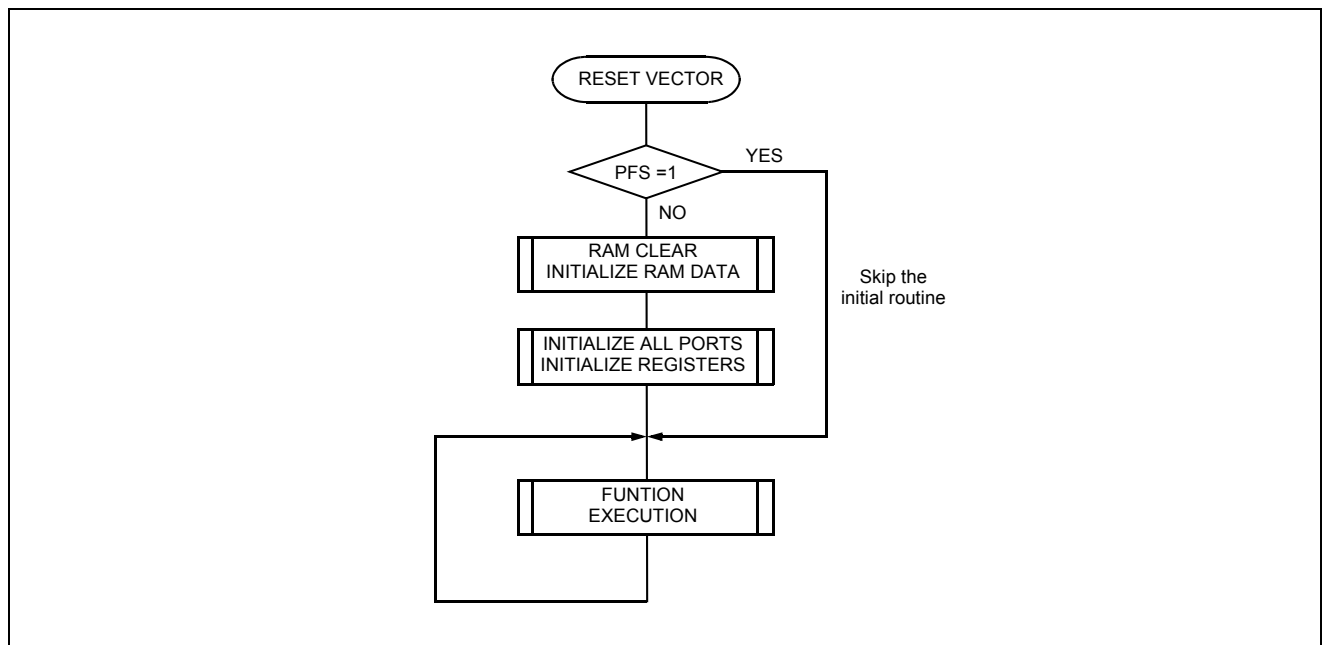 RESET VECTOR
PFS =1
YES
NO
RAM CLEAR
INITIALIZE RAM DATA
Skip the
initial routine
INITIALIZE ALL PORTS
INITIALIZE REGISTERS
FUNTION
EXECUTION